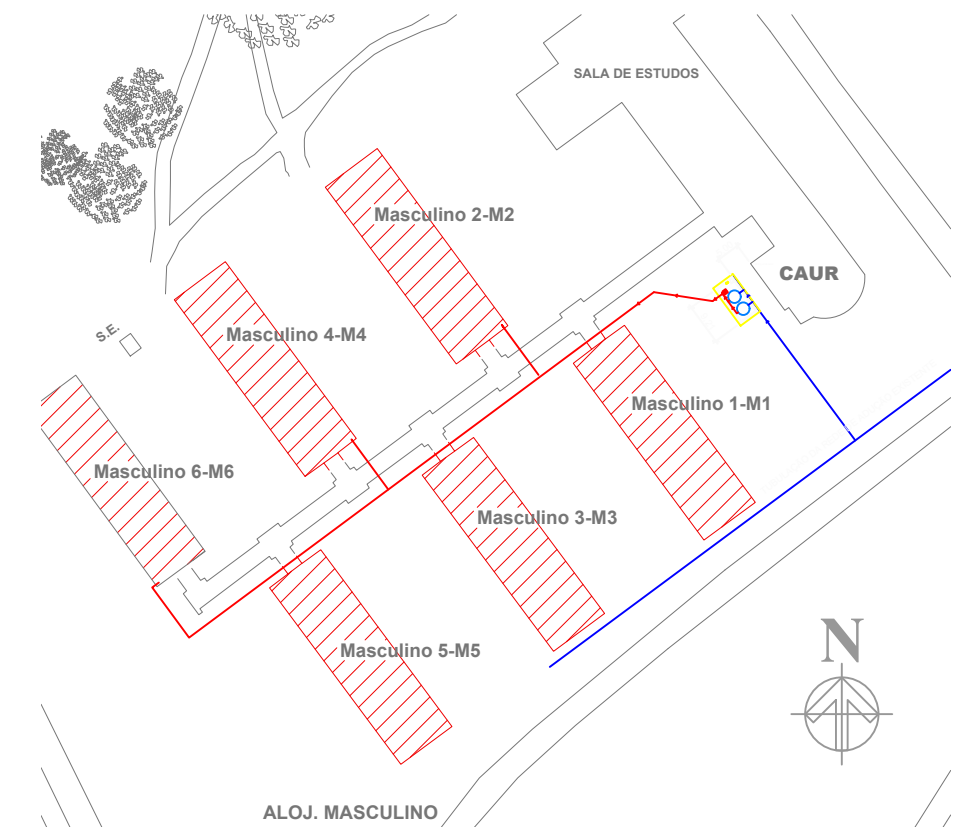 SALA DE ESTUDOS
Masculino 2-M2
CAUR
S.E.
Masculino 4-M4
Masculino 1-M1
Masculino 6-M6
Masculino 3-M3
N
Masculino 5-M5
ALOJ. MASCULINO